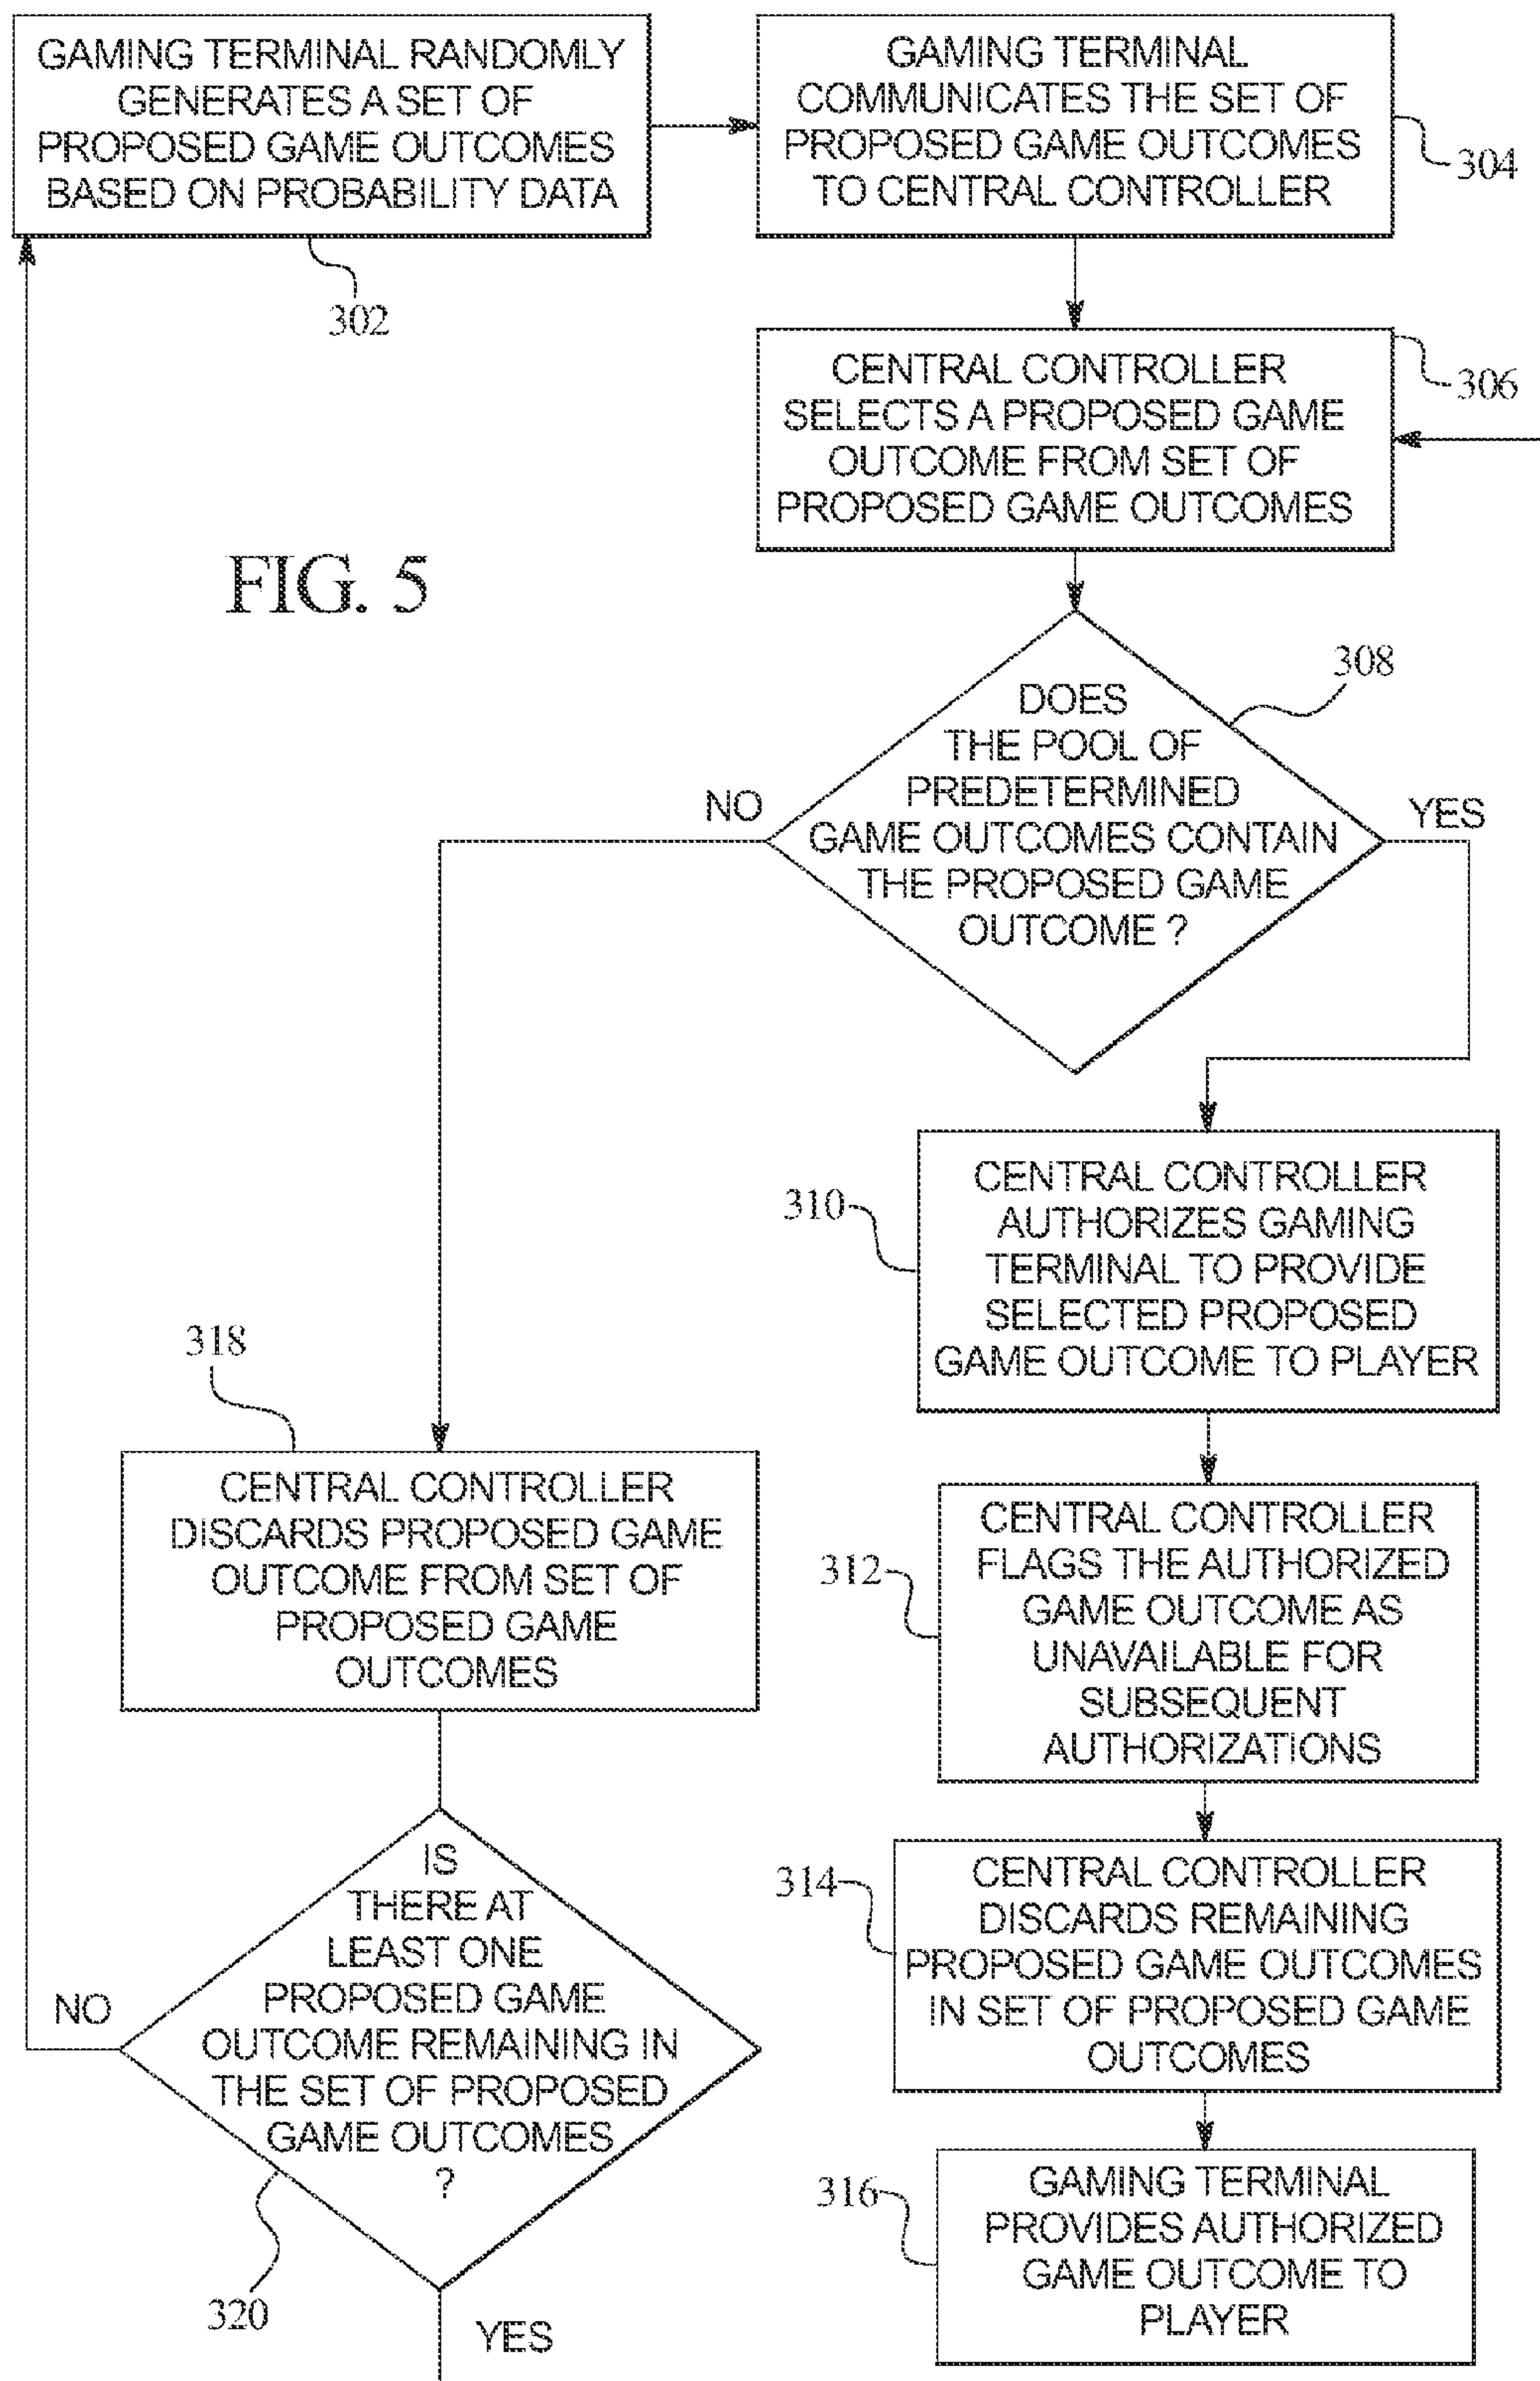 GAMING TERMINAL RANDOMLY
GENERATES A SET OF
PROPOSED GAME OUTCOMES
BASED ON PROBABILITY DATA
302
GAMING TERMINAL
COMMUNICATES THE SET OF
PROPOSED GAME OUTCOMES
TO CENTRAL CONTROLLER
304
CENTRAL CONTROLLER
SELECTS A PROPOSED GAME
OUTCOME FROM SET OF
PROPOSED GAME OUTCOMES
306
FIG. 5
DOES
THE POOL OF
PREDETERMINED
GAME OUTCOMES CONTAIN
THE PROPOSED GAME
OUTCOME ?
308
NO
YES
CENTRAL CONTROLLER
AUTHORIZES GAMING
TERMINAL TO PROVIDE
SELECTED PROPOSED
GAME OUTCOME TO PLAYER
310
CENTRAL CONTROLLER
FLAGS THE AUTHORIZED
GAME OUTCOME AS
UNAVAILABLE FOR
SUBSEQUENT
AUTHORIZATIONS
312
CENTRAL CONTROLLER
DISCARDS REMAINING
PROPOSED GAME OUTCOMES
IN SET OF PROPOSED GAME
OUTCOMES
314
GAMING TERMINAL
PROVIDES AUTHORIZED
GAME OUTCOME TO
PLAYER
316
318
CENTRAL CONTROLLER
DISCARDS PROPOSED GAME
OUTCOME FROM SET OF
PROPOSED GAME
OUTCOMES
IS
THERE AT
LEAST ONE
PROPOSED GAME
OUTCOME REMAINING IN
THE SET OF PROPOSED
GAME OUTCOMES
?
NO
320
YES